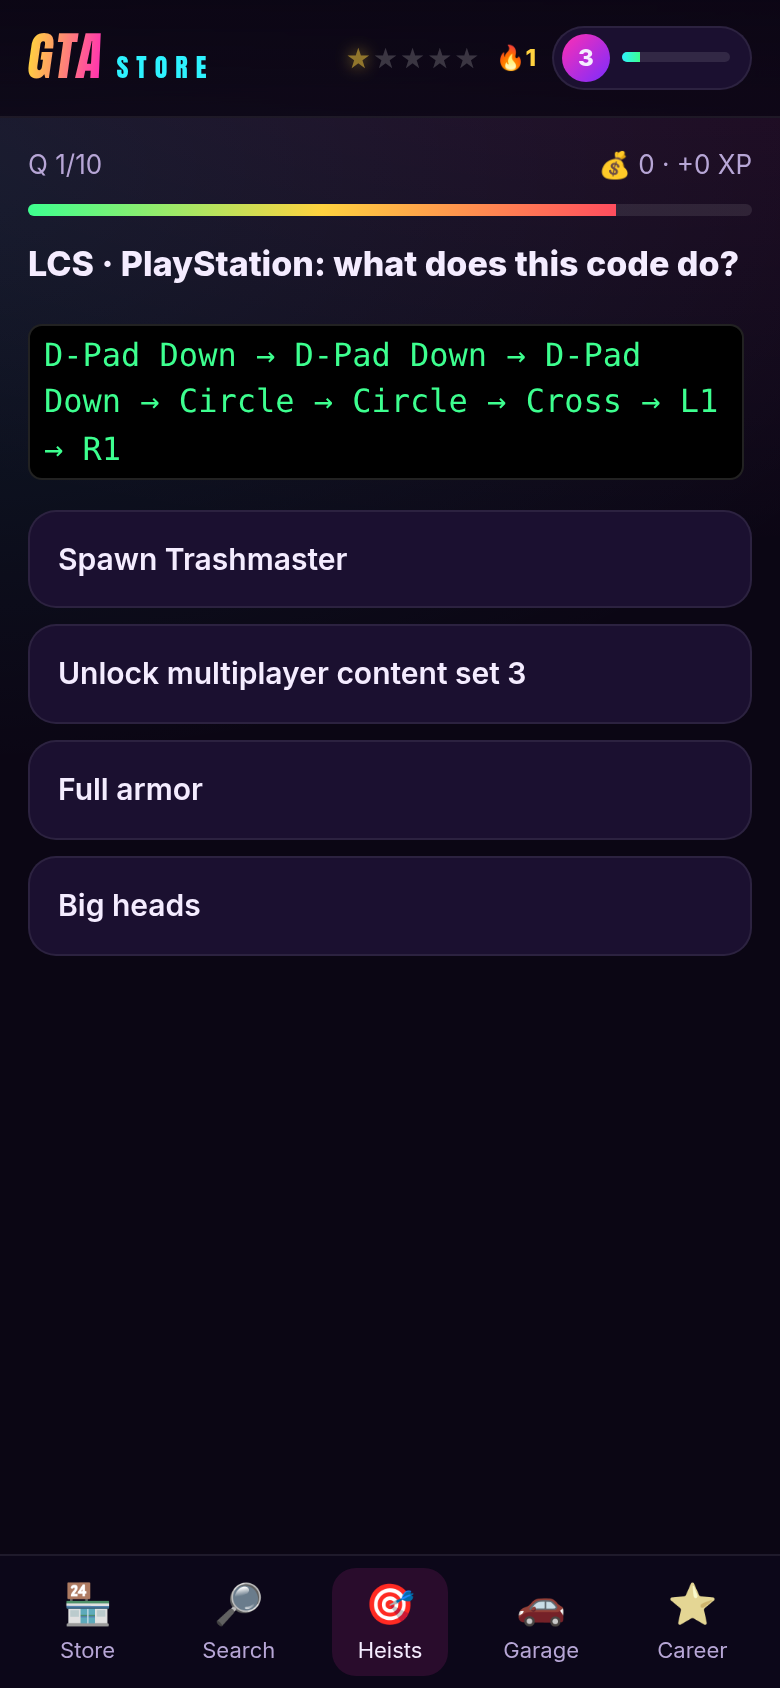 GTA STORE ★★★★★ 🔥1 3
Q 1/10 💰 0 · +0 XP
LCS · PlayStation: what does this code do?
D-Pad Down → D-Pad Down → D-Pad
Down → Circle → Circle → Cross → L1
→ R1
Spawn Trashmaster
Unlock multiplayer content set 3
Full armor
Big heads
24
Store Search Heists Garage Career